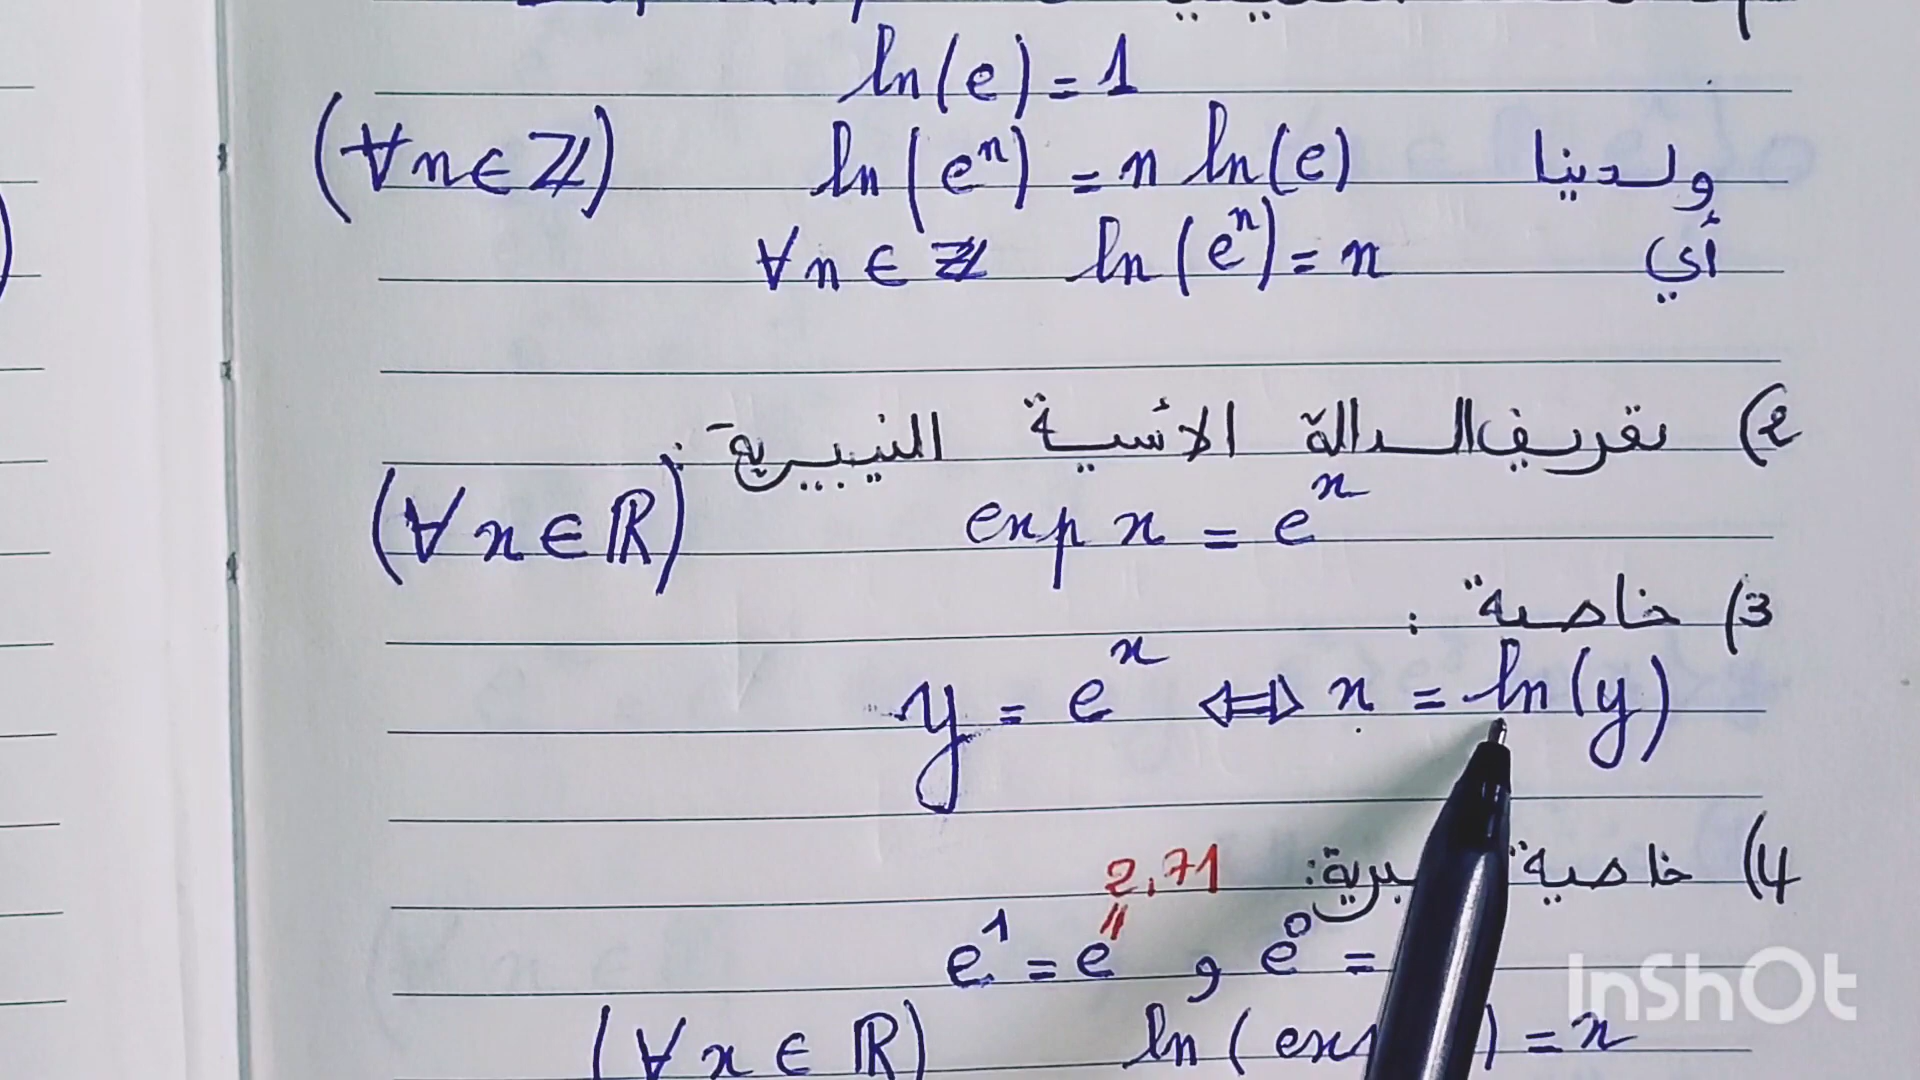 ln(e) = 1
ولدينا ln(eⁿ) = n ln(e) (∀n∈ℤ)
أي ∀n∈ℤ ln(eⁿ) = n
2) تعريف الدالة الأسية النيبيرية:
exp x = eˣ (∀x∈ℝ)
3) خاصية:
y = eˣ ⇔ x = ln(y)
4) خاصية
2,71
e¹ = e و e⁰ =
(∀x∈ℝ) ln( ) = x
InShOt